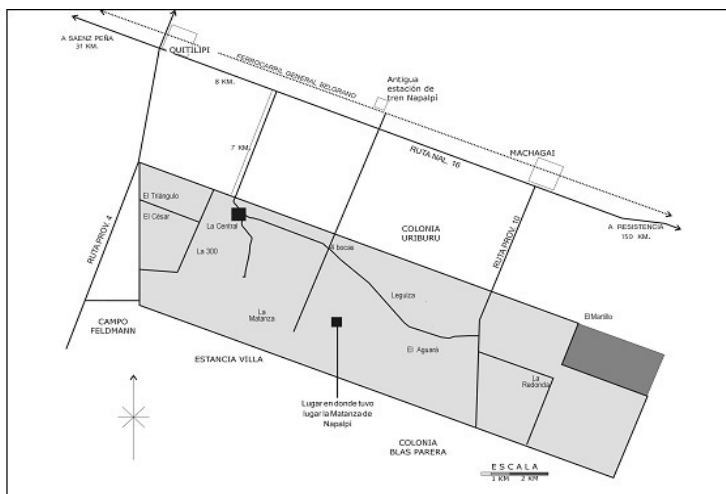 A SAENZ PEÑA
31 KM.
QUITILIPI
FERROCARRIL GENERAL BELGRANO
8 KM.
Antigua
estación de
tren Napalpí
7 KM.
RUTA NAL. 16
MACHAGAI
RUTA PROV. 4
El Triángulo
El César
La Central
La 300
COLONIA
URIBURU
RUTA PROV. 10
A RESISTENCIA
150 KM.
bocas
Leguiza
El Martillo
CAMPO
FELDMANN
La
Matanza
El Aguará
ESTANCIA VILLA
La
Redonda
Lugar en donde tuvo
lugar la Matanza de
Napalpí
COLONIA
BLAS PARERA
ESCALA
1 KM 2 KM